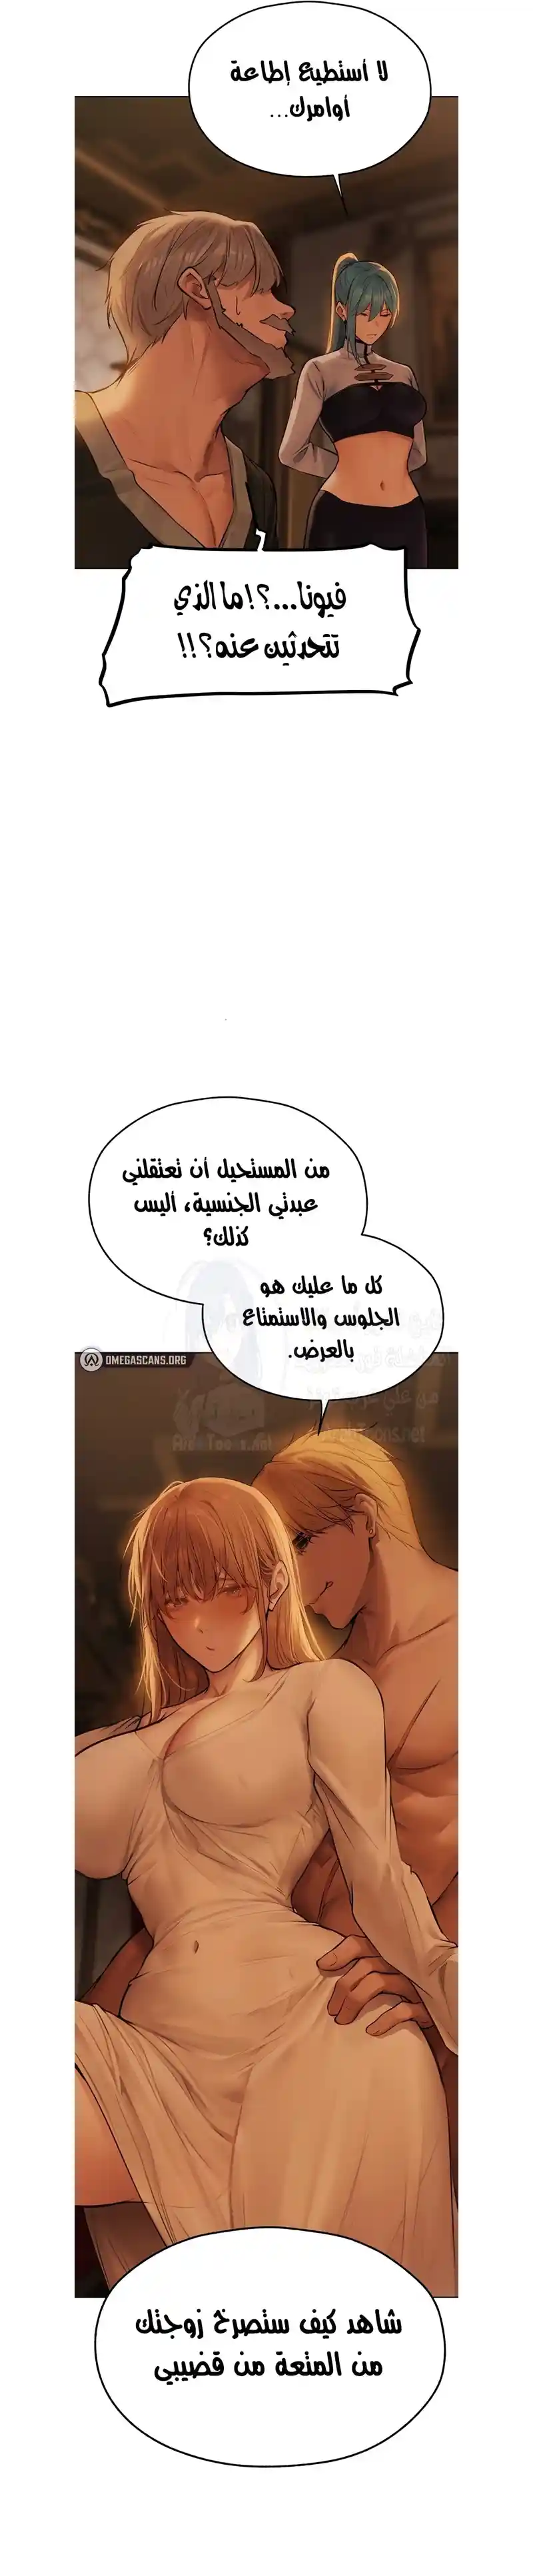 لا أستطيع إطاعة
أوامرك...
فيونا...؟! ما الذي
تتحدثين عنه؟!!
من المستحيل أن تعتقلني
عبدتي الجنسية، أليس
كذلك؟
كل ما عليك هو
الجلوس والاستمتاع
بالعرض.
OMEGASCANS.ORG
شاهد كيف ستصرخ زوجتك
من المتعة من قضيبي